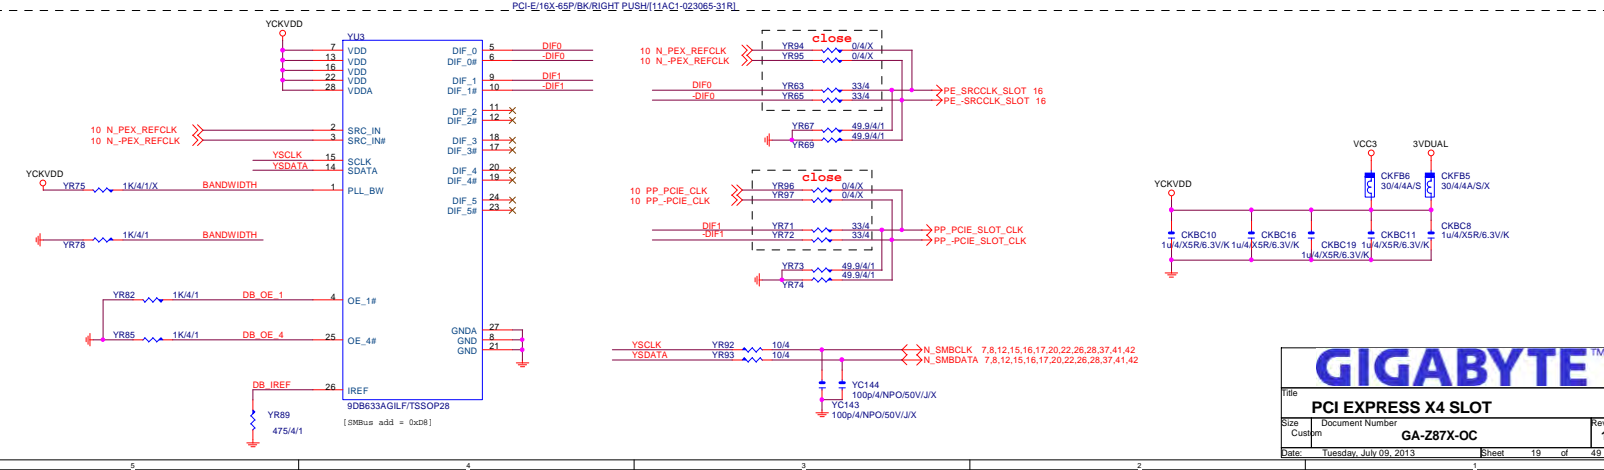 PCI-E/16X-65P/BK/RIGHT PUSH/[11AC1-023065-31R]
YCKVDD
YU3
7 VDD
13 VDD
16 VDD
22 VDD
28 VDDA
10 N_PEX_REFCLK 2 SRC_IN
10 N_-PEX_REFCLK 3 SRC_IN#
YSCLK 15 SCLK
YSDATA 14 SDATA
YCKVDD
YR75 1K/4/1/X BANDWIDTH 1 PLL_BW
YR78 1K/4/1 BANDWIDTH
YR82 1K/4/1 DB_OE_1 4 OE_1#
YR85 1K/4/1 DB_OE_4 25 OE_4#
DB_IREF 26 IREF
YR89
475/4/1
DIF_0 5 DIF0
DIF_0# 6 -DIF0
DIF_1 9 DIF1
DIF_1# 10 -DIF1
DIF_2 11
DIF_2# 12
DIF_3 18
DIF_3# 17
DIF_4 20
DIF_4# 19
DIF_5 24
DIF_5# 23
GNDA 27
GND 8
GND 21
9DB633AGILF/TSSOP28
[SMBus add = 0xD8]
close
10 N_PEX_REFCLK YR94 0/4/X
10 N_-PEX_REFCLK YR95 0/4/X
DIF0 YR63 33/4 PE_SRCCLK_SLOT 16
-DIF0 YR65 33/4 PE_-SRCCLK_SLOT 16
YR67 49.9/4/1
YR69 49.9/4/1
close
10 PP_PCIE_CLK YR96 0/4/X
10 PP_-PCIE_CLK YR97 0/4/X
DIF1 YR71 33/4 PP_PCIE_SLOT_CLK
-DIF1 YR72 33/4 PP_-PCIE_SLOT_CLK
YR73 49.9/4/1
YR74 49.9/4/1
YSCLK YR92 10/4 N_SMBCLK 7,8,12,15,16,17,20,22,26,28,37,41,42
YSDATA YR93 10/4 N_SMBDATA 7,8,12,15,16,17,20,22,26,28,37,41,42
YC144
100p/4/NPO/50V/J/X
YC143
100p/4/NPO/50V/J/X
VCC3 3VDUAL
CKFB6 CKFB5
30/4/4A/S 30/4/4A/S/X
YCKVDD
CKBC10 CKBC16 CKBC19 CKBC11 CKBC8
1u/4/X5R/6.3V/K 1u/4/X5R/6.3V/K 1u/4/X5R/6.3V/K 1u/4/X5R/6.3V/K 1u/4/X5R/6.3V/K
GIGABYTE™
Title
PCI EXPRESS X4 SLOT
Size Document Number Rev
Custom GA-Z87X-OC
Date: Tuesday, July 09, 2013 Sheet 19 of 49
5 4 3 2 1